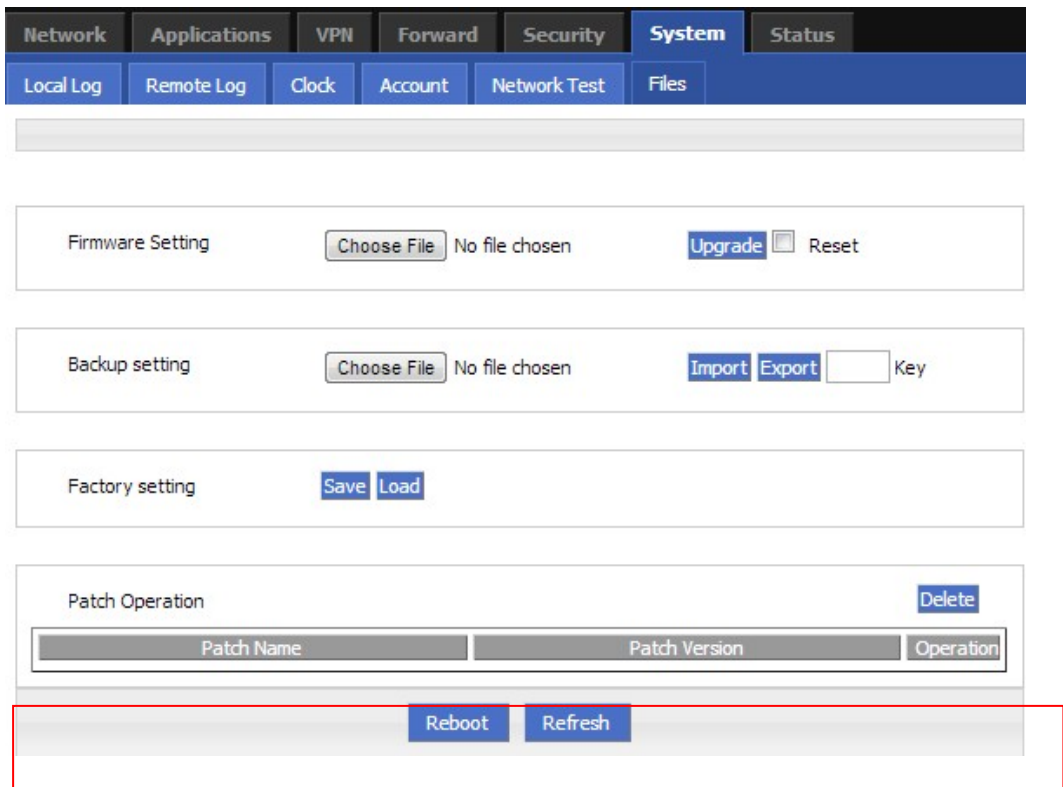 Network Applications VPN Forward Security System Status
Local Log Remote Log Clock Account Network Test Files
Firmware Setting Choose File No file chosen Upgrade Reset
Backup setting Choose File No file chosen Import Export Key
Factory setting Save Load
Patch Operation Delete
Patch Name Patch Version Operation
Reboot Refresh